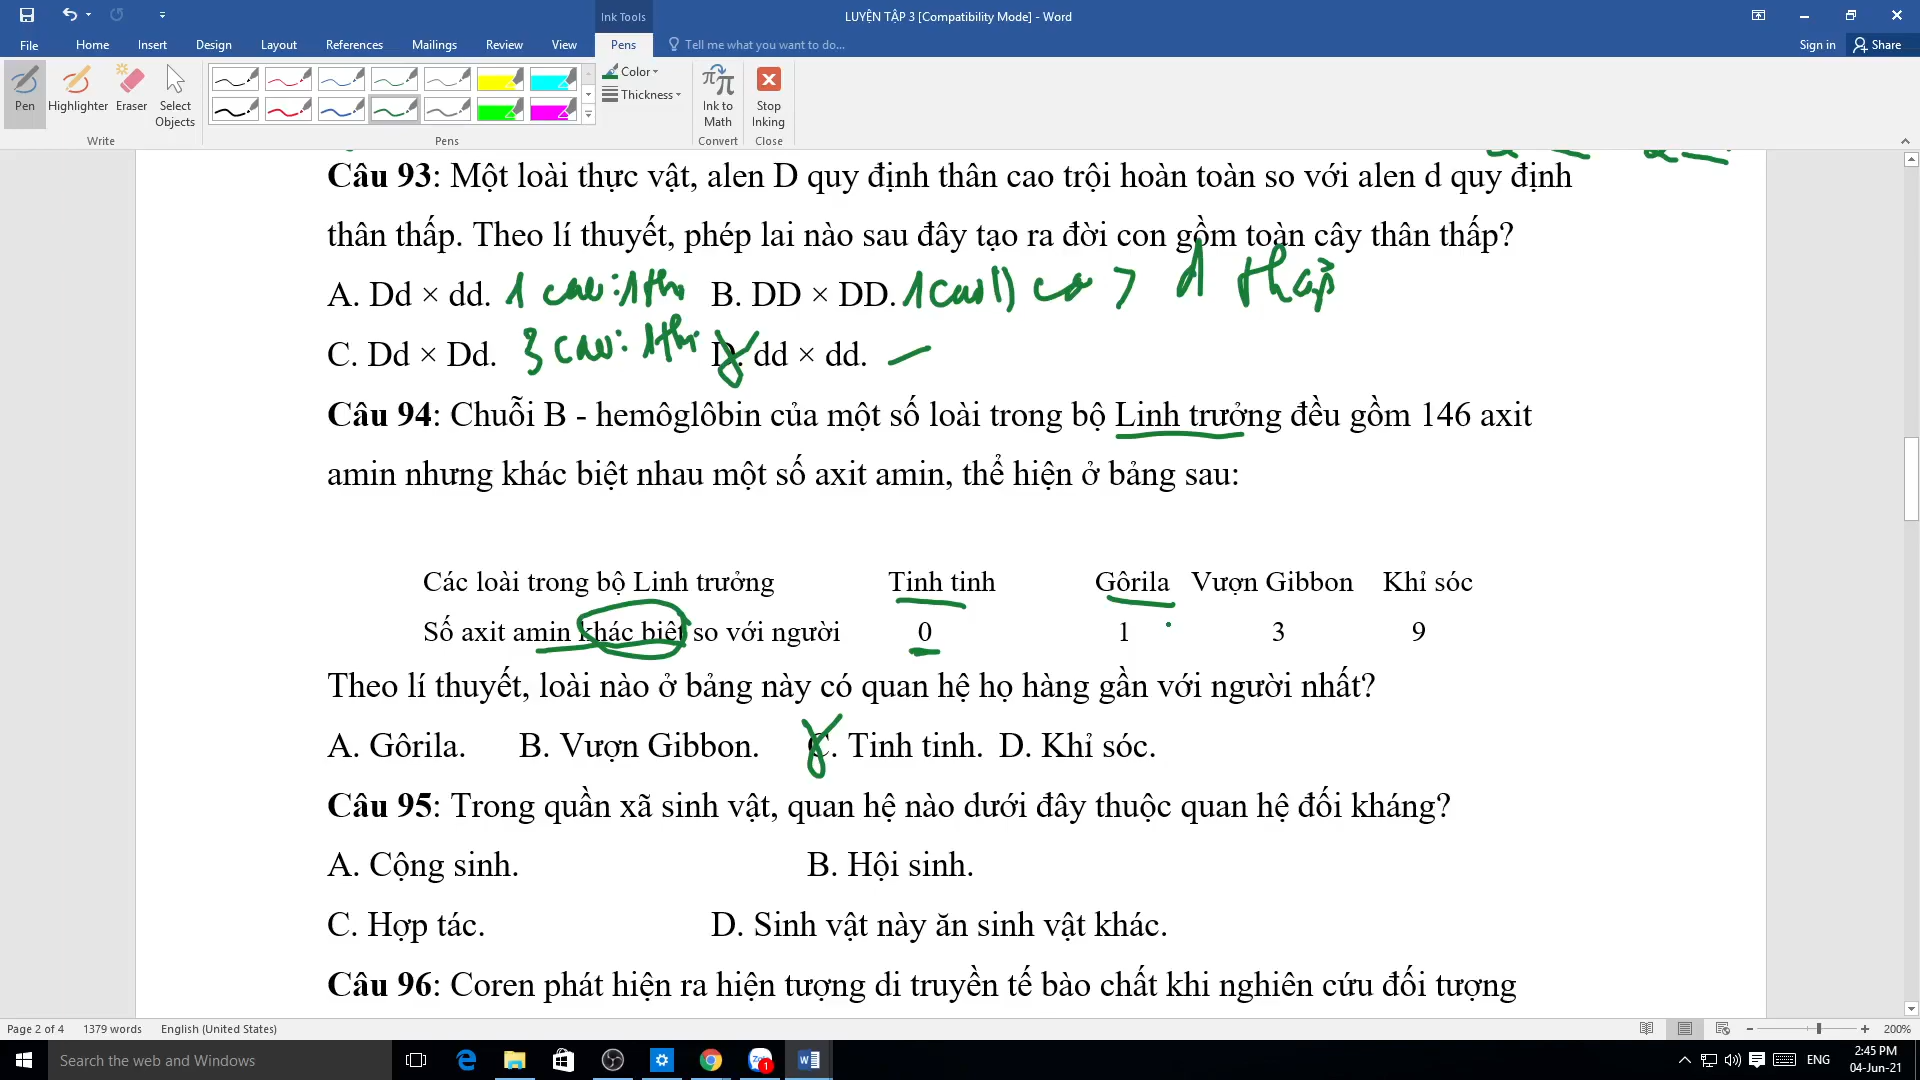 LUYỆN TẬP 3 [Compatibility Mode] - Word
Ink Tools
File Home Insert Design Layout References Mailings Review View Pens Tell me what you want to do... Sign in Share
Pen Highlighter Eraser Select Objects
Color
Thickness
Ink to Math
Stop Inking
Write Pens Convert Close
Câu 93: Một loài thực vật, alen D quy định thân cao trội hoàn toàn so với alen d quy định
thân thấp. Theo lí thuyết, phép lai nào sau đây tạo ra đời con gồm toàn cây thân thấp?
A. Dd × dd. 1 cao : 1 th B. DD × DD. 1 cao > d thấp
C. Dd × Dd. 3 cao : 1 th D. dd × dd.
Câu 94: Chuỗi B - hemôglôbin của một số loài trong bộ Linh trưởng đều gồm 146 axit
amin nhưng khác biệt nhau một số axit amin, thể hiện ở bảng sau:
Các loài trong bộ Linh trưởng Tinh tinh Gôrila Vượn Gibbon Khỉ sóc
Số axit amin khác biệt so với người 0 1 3 9
Theo lí thuyết, loài nào ở bảng này có quan hệ họ hàng gần với người nhất?
A. Gôrila. B. Vượn Gibbon. C. Tinh tinh. D. Khỉ sóc.
Câu 95: Trong quần xã sinh vật, quan hệ nào dưới đây thuộc quan hệ đối kháng?
A. Cộng sinh. B. Hội sinh.
C. Hợp tác. D. Sinh vật này ăn sinh vật khác.
Câu 96: Coren phát hiện ra hiện tượng di truyền tế bào chất khi nghiên cứu đối tượng
Page 2 of 4 1379 words English (United States) 200%
Search the web and Windows ENG 2:45 PM
04-Jun-21